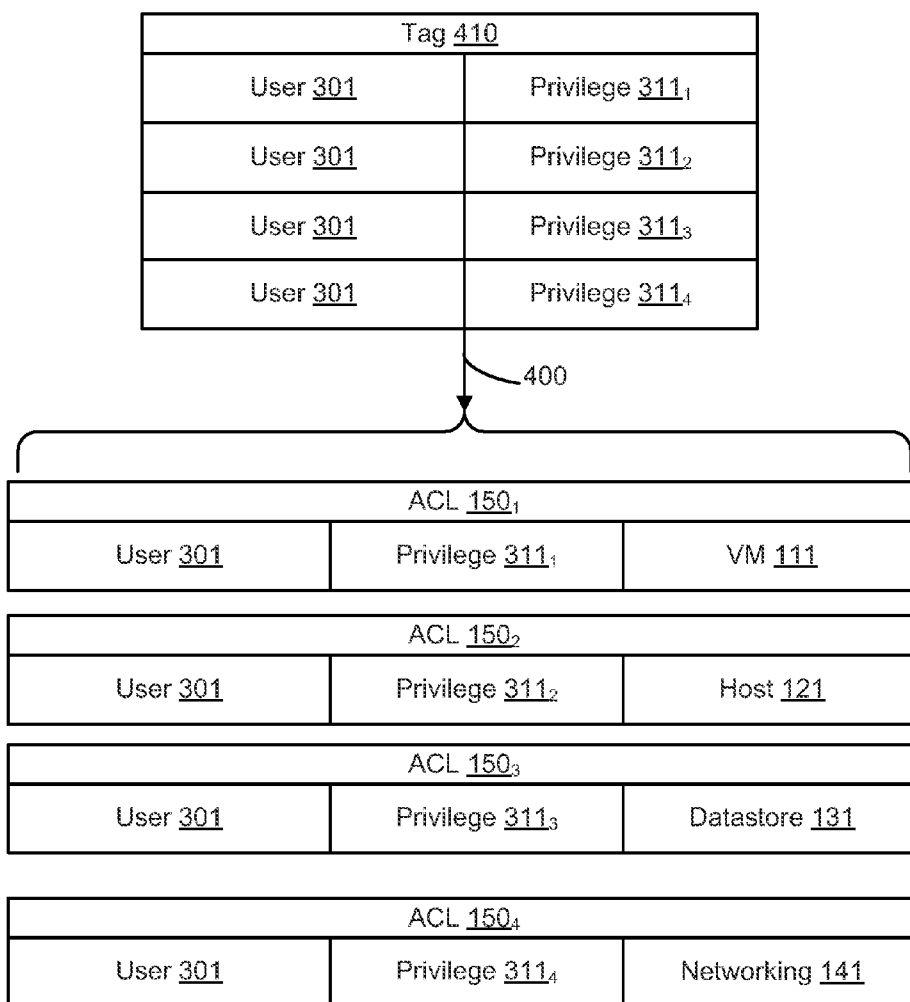 Tag 410
User 301 Privilege 311₁
User 301 Privilege 311₂
User 301 Privilege 311₃
User 301 Privilege 311₄
400
ACL 150₁
User 301 Privilege 311₁ VM 111
ACL 150₂
User 301 Privilege 311₂ Host 121
ACL 150₃
User 301 Privilege 311₃ Datastore 131
ACL 150₄
User 301 Privilege 311₄ Networking 141